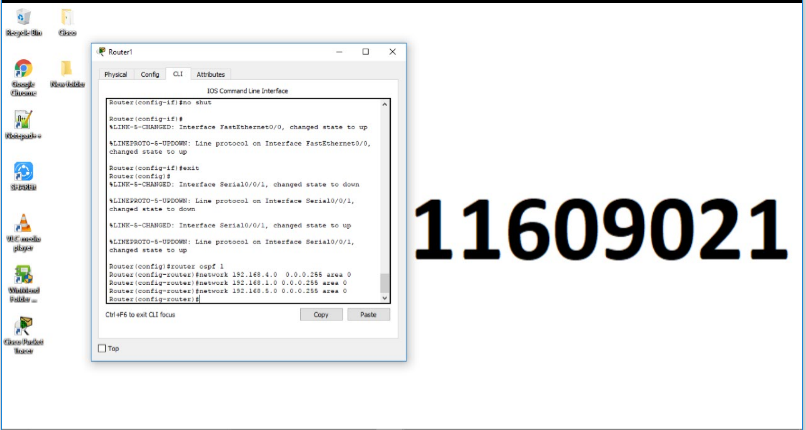 Recycle Bin
Cisco
Google
Chrome
New folder
Notepad++
SHAREit
VLC media
player
Folder ...
Cisco Packet
Tracer
Router1
Physical Config CLI Attributes
IOS Command Line Interface
Router(config-if)#no shut
Router(config-if)#
%LINK-5-CHANGED: Interface FastEthernet0/0, changed state to up
%LINEPROTO-5-UPDOWN: Line protocol on Interface FastEthernet0/0,
changed state to up
Router(config-if)#exit
Router(config)#
%LINK-5-CHANGED: Interface Serial0/0/1, changed state to down
%LINEPROTO-5-UPDOWN: Line protocol on Interface Serial0/0/1,
changed state to down
%LINK-5-CHANGED: Interface Serial0/0/1, changed state to up
%LINEPROTO-5-UPDOWN: Line protocol on Interface Serial0/0/1,
changed state to up
Router(config)#router ospf 1
Router(config-router)#network 192.168.4.0 0.0.0.255 area 0
Router(config-router)#network 192.168.1.0 0.0.0.255 area 0
Router(config-router)#network 192.168.5.0 0.0.0.255 area 0
Router(config-router)#
Ctrl+F6 to exit CLI focus
Copy Paste
Top
11609021